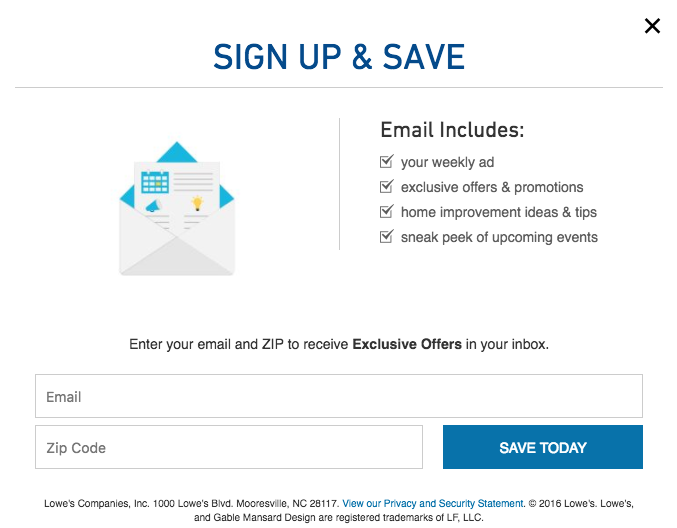 SIGN UP & SAVE
Email Includes:
your weekly ad
exclusive offers & promotions
home improvement ideas & tips
sneak peek of upcoming events
Enter your email and ZIP to receive Exclusive Offers in your inbox.
Email
Zip Code
SAVE TODAY
Lowe's Companies, Inc. 1000 Lowe's Blvd. Mooresville, NC 28117. View our Privacy and Security Statement. © 2016 Lowe's. Lowe's,
and Gable Mansard Design are registered trademarks of LF, LLC.